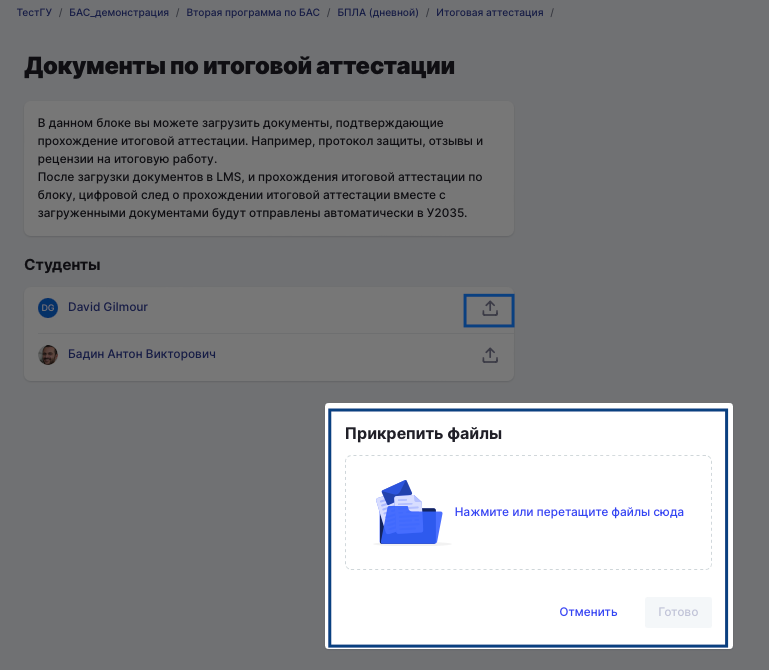 ТестГУ / БАС_демонстрация / Вторая программа по БАС / БПЛА (дневной) / Итоговая аттестация /
Документы по итоговой аттестации
В данном блоке вы можете загрузить документы, подтверждающие
прохождение итоговой аттестации. Например, протокол защиты, отзывы и
рецензии на итоговую работу.
После загрузки документов в LMS, и прохождения итоговой аттестации по
блоку, цифровой след о прохождении итоговой аттестации вместе с
загруженными документами будут отправлены автоматически в У2035.
Студенты
DG David Gilmour
Бадин Антон Викторович
Прикрепить файлы
Нажмите или перетащите файлы сюда
Отменить Готово